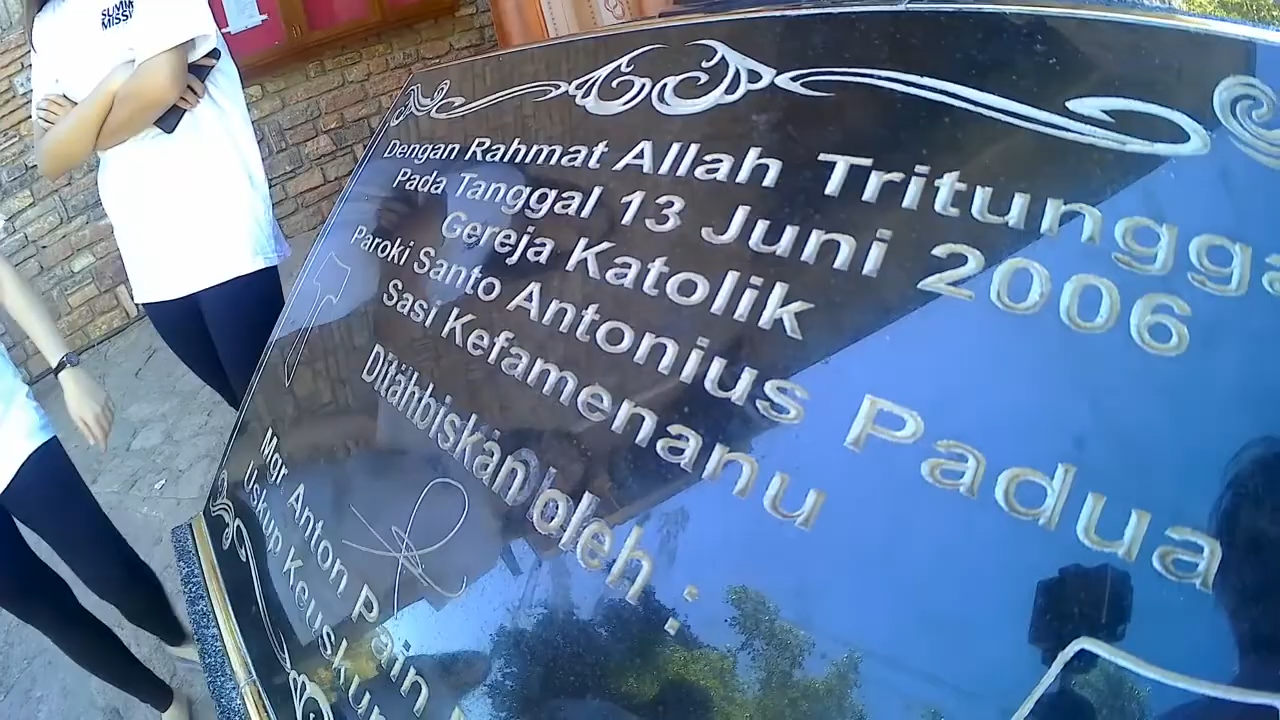 Dengan Rahmat Allah Tritungga
Pada Tanggal 13 Juni 2006
Gereja Katolik
Paroki Santo Antonius Padua
Sasi Kefamenanu
Ditahbiskan oleh :
Mgr. Anton Pain
Uskup Keuskup